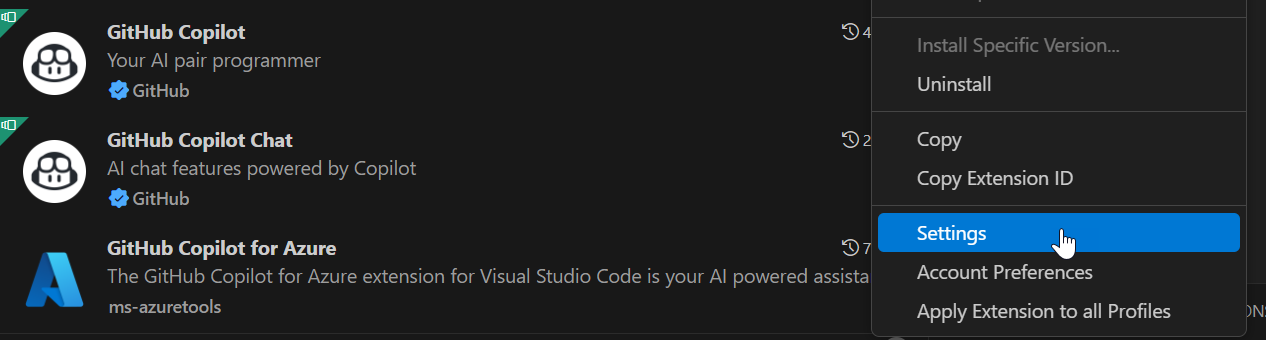 GitHub Copilot
4
Your AI pair programmer
GitHub
GitHub Copilot Chat
2
AI chat features powered by Copilot
GitHub
GitHub Copilot for Azure
7
The GitHub Copilot for Azure extension for Visual Studio Code is your AI powered assista
ms-azuretools
Install Specific Version...
Uninstall
Copy
Copy Extension ID
Settings
Account Preferences
Apply Extension to all Profiles